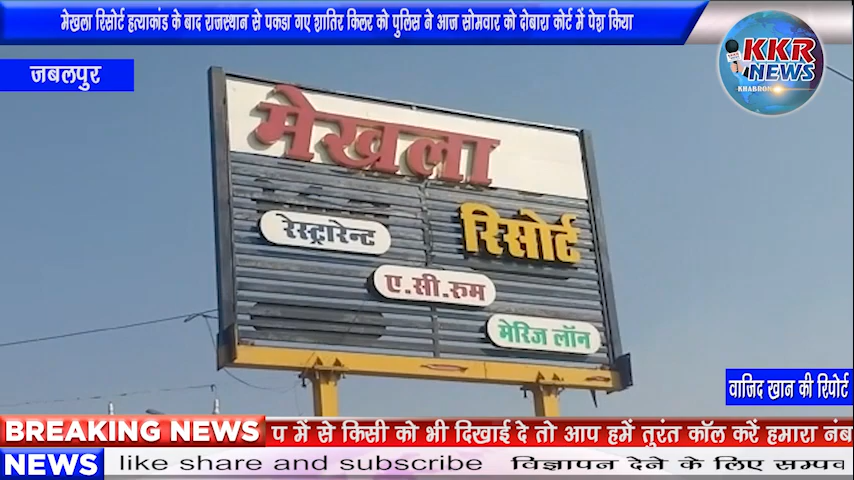 मेखला रिसोर्ट हत्याकांड के बाद राजस्थान से पकडा गए शातिर किलर को पुलिस ने आज सोमवार को दोबारा कोर्ट में पेश किया
KKR
NEWS
जबलपुर
मेखला
रिसोर्ट
रेस्ट्रारेन्ट
ए.सी.रूम
मेरिज लॉन
वाजिद खान की रिपोर्ट
BREAKING NEWS
प में से किसी को भी दिखाई दे तो आप हमें तुरंत कॉल करें हमारा नंब
NEWS
like share and subscribe विज्ञापन देने के लिए सम्पव